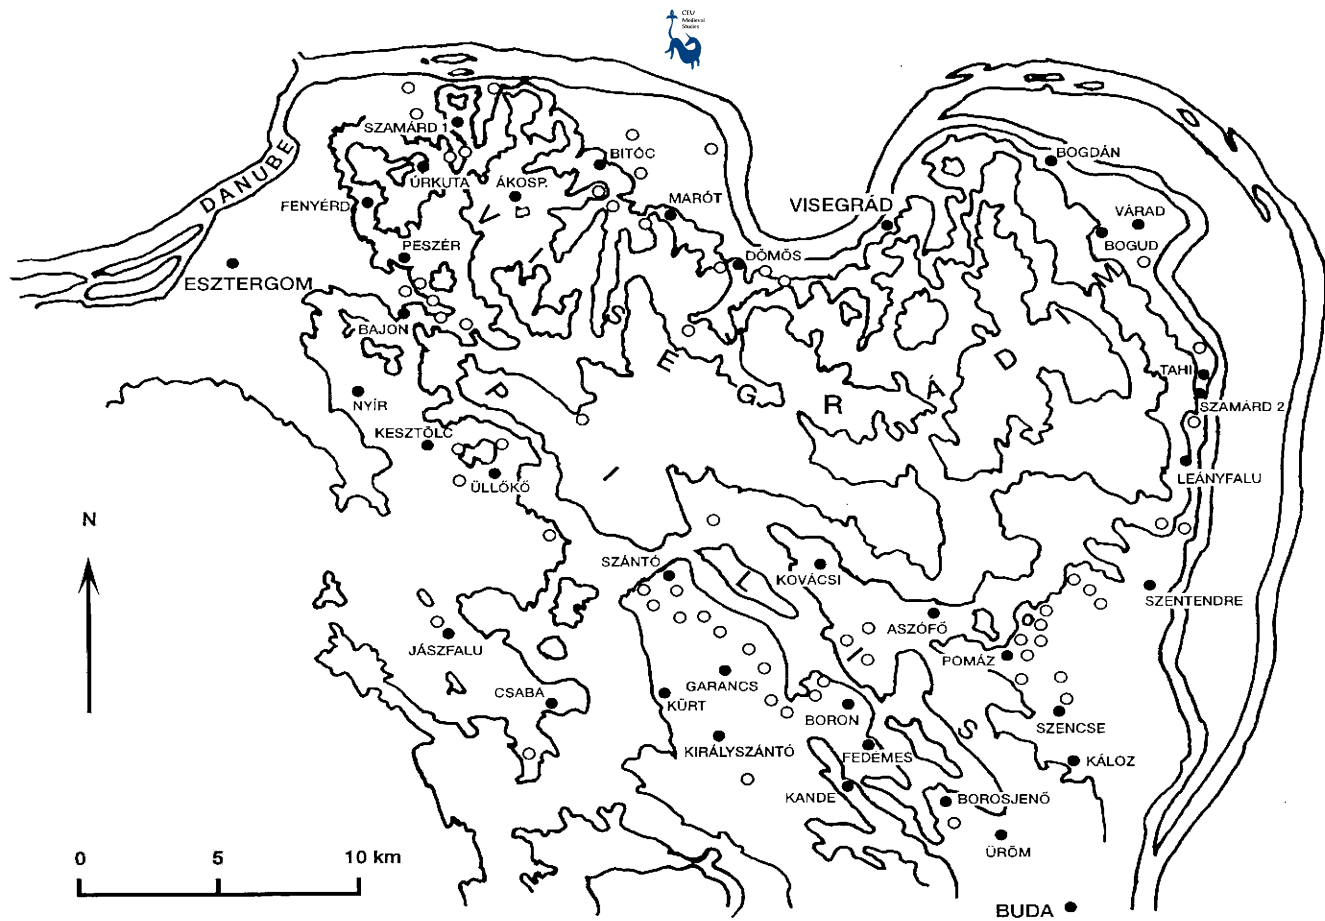 CEU
Medieval
Studies
DANUBE
SZAMÁRD 1
BITÓC
BOGDÁN
ÚRKUTA
ÁKOSP.
FENYÉRD
MARÓT
VISEGRÁD
VÁRAD
BOGUD
PESZÉR
DÖMÖS
ESZTERGOM
BAJON
VISEGRÁDI
M
TAHI
SZAMÁRD 2
NYÍR
KESZTÖLC
ÜLLŐKŐ
LEÁNYFALU
PILIS
N
SZÁNTÓ
KOVÁCSI
SZENTENDRE
ASZÓFŐ
JÁSZFALU
POMÁZ
GARANCS
CSABA
KÜRT
BORON
SZENCSE
KIRÁLYSZÁNTÓ
FEDÉMES
KÁLOZ
KANDE
BOROSJENŐ
ÜRÖM
0 5 10 km
BUDA